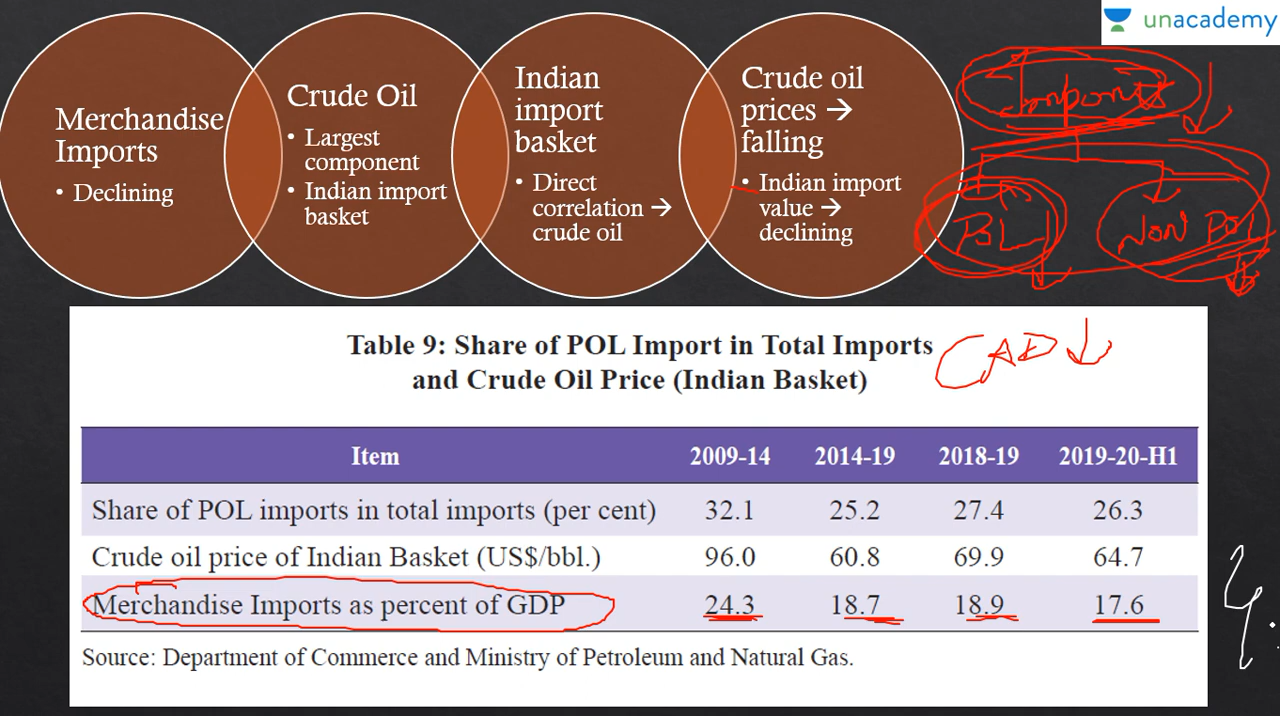 unacademy
Merchandise
Imports
• Declining
Crude Oil
• Largest
component
• Indian import
basket
Indian
import
basket
• Direct
correlation →
crude oil
Crude oil
prices →
falling
• Indian import
value →
declining
Imports
POL
NON POL
CAD
Table 9: Share of POL Import in Total Imports
and Crude Oil Price (Indian Basket)
Item 2009-14 2014-19 2018-19 2019-20-H1
Share of POL imports in total imports (per cent) 32.1 25.2 27.4 26.3
Crude oil price of Indian Basket (US$/bbl.) 96.0 60.8 69.9 64.7
Merchandise Imports as percent of GDP 24.3 18.7 18.9 17.6
Source: Department of Commerce and Ministry of Petroleum and Natural Gas.